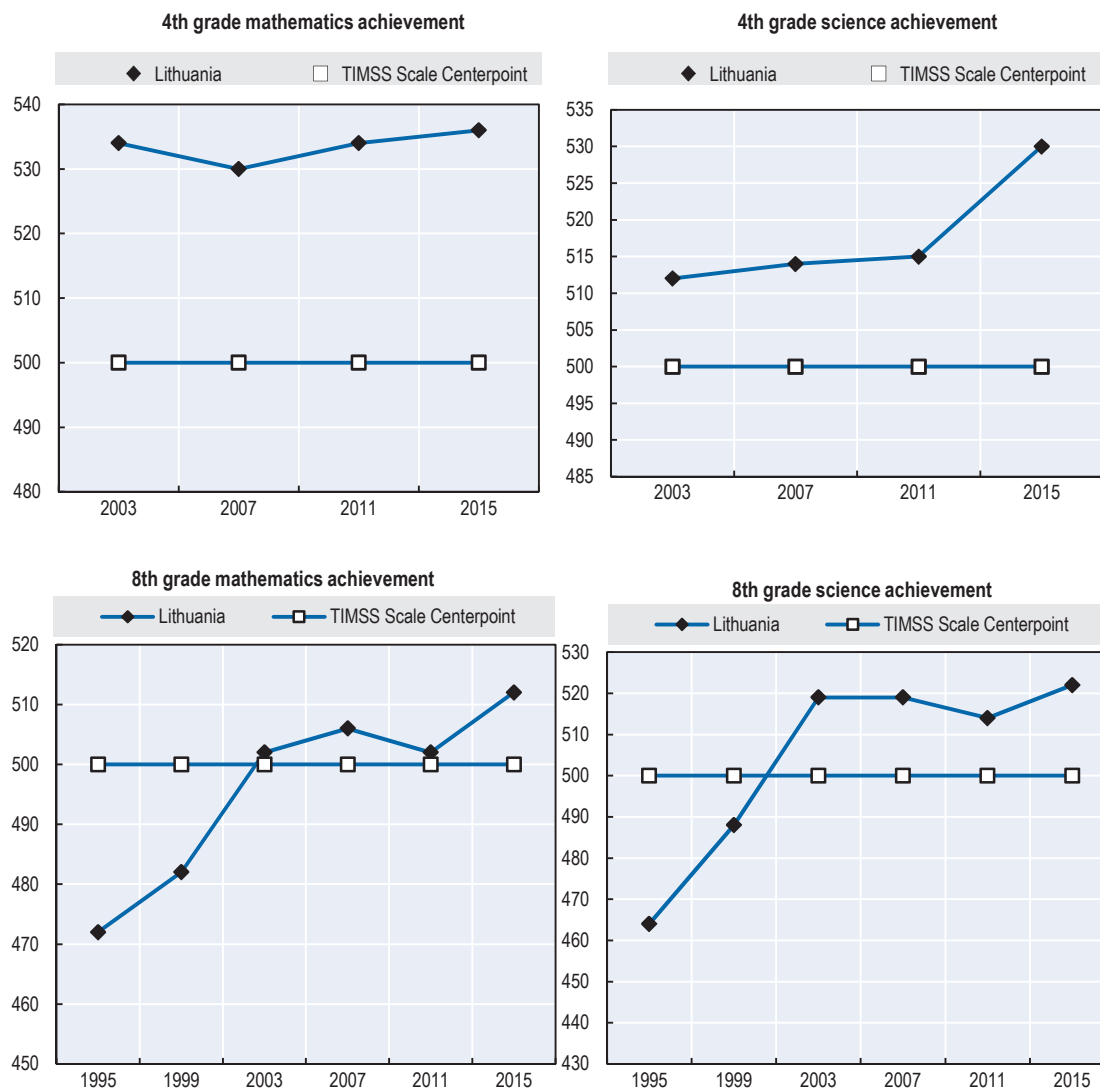 4th grade mathematics achievement
Lithuania
TIMSS Scale Centerpoint
540
530
520
510
500
490
480
2003 2007 2011 2015
4th grade science achievement
Lithuania
TIMSS Scale Centerpoint
535
530
525
520
515
510
505
500
495
490
485
2003 2007 2011 2015
8th grade mathematics achievement
Lithuania
TIMSS Scale Centerpoint
520
510
500
490
480
470
460
450
1995 1999 2003 2007 2011 2015
8th grade science achievement
Lithuania
TIMSS Scale Centerpoint
530
520
510
500
490
480
470
460
450
440
430
1995 1999 2003 2007 2011 2015